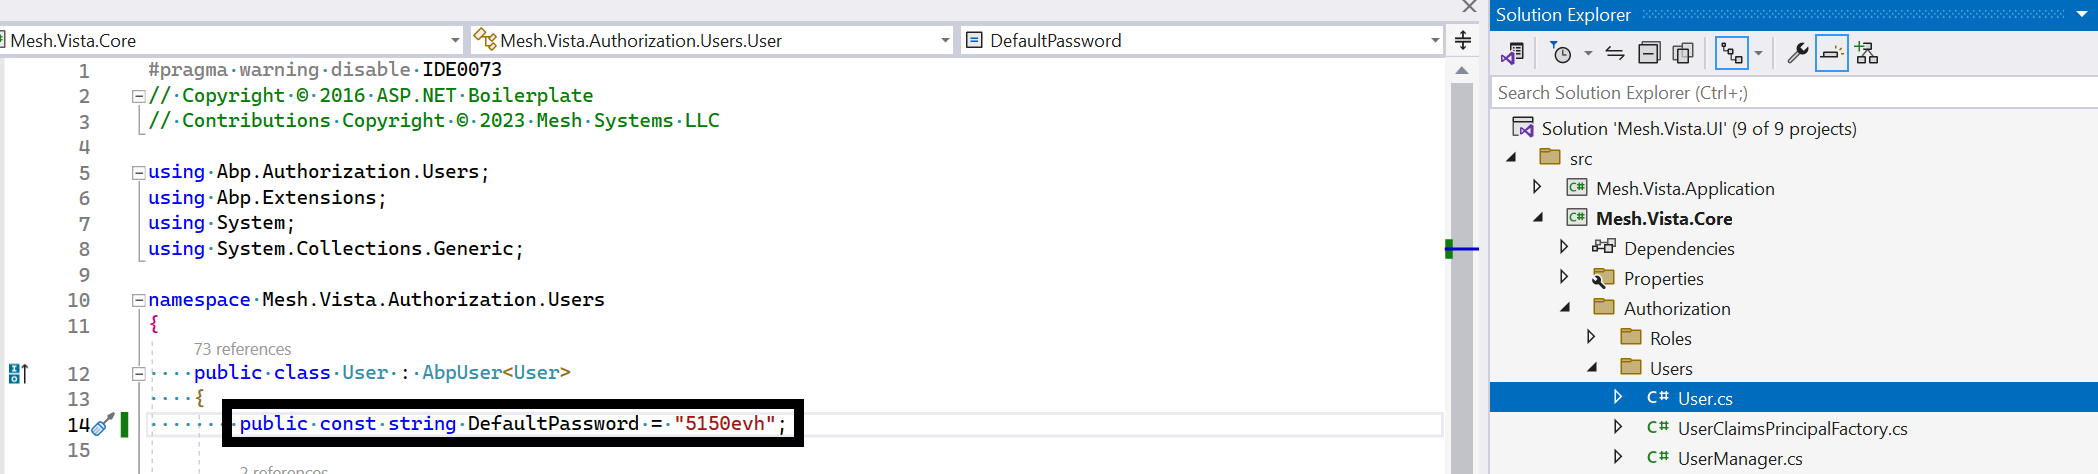 Mesh.Vista.Core
Mesh.Vista.Authorization.Users.User
DefaultPassword
1 #pragma warning disable IDE0073
2 // Copyright © 2016 ASP.NET Boilerplate
3 // Contributions Copyright © 2023 Mesh Systems LLC
4
5 using Abp.Authorization.Users;
6 using Abp.Extensions;
7 using System;
8 using System.Collections.Generic;
9
10 namespace Mesh.Vista.Authorization.Users
11 {
73 references
12 public class User : AbpUser<User>
13 {
14 public const string DefaultPassword = "5150evh";
15
2 references
Solution Explorer
Search Solution Explorer (Ctrl+;)
Solution 'Mesh.Vista.UI' (9 of 9 projects)
src
C# Mesh.Vista.Application
C# Mesh.Vista.Core
Dependencies
Properties
Authorization
Roles
Users
C# User.cs
C# UserClaimsPrincipalFactory.cs
C# UserManager.cs